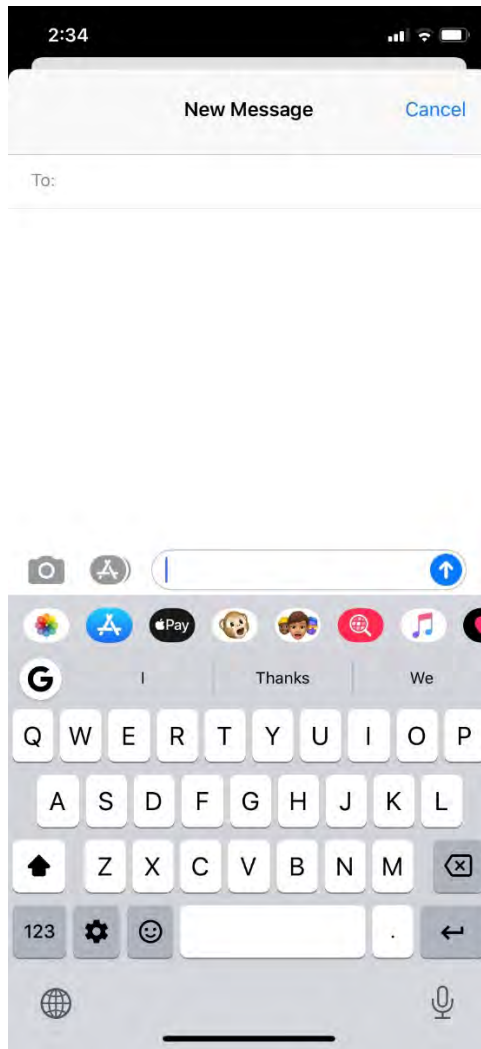 2:34
New Message Cancel
To:
Pay
G I Thanks We
Q W E R T Y U I O P
A S D F G H J K L
Z X C V B N M
123 .